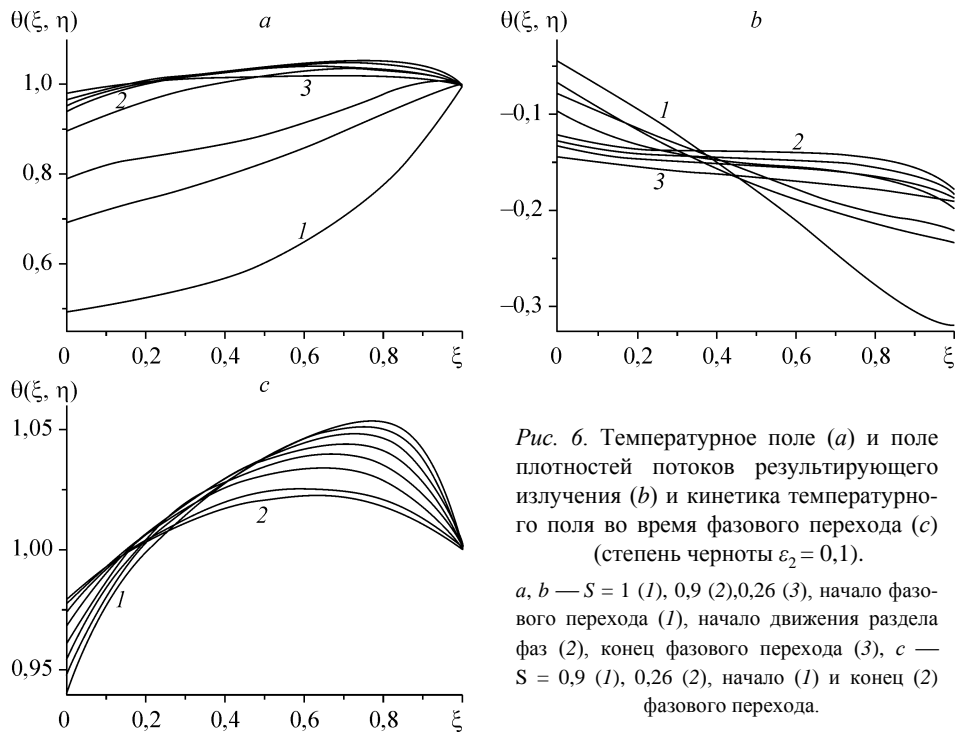 θ(ξ, η)
a
1,0
0,8
0,6
2
3
1
0
0,2
0,4
0,6
0,8
ξ
θ(ξ, η)
b
–0,1
–0,2
–0,3
1
2
3
0
0,2
0,4
0,6
0,8
ξ
θ(ξ, η)
c
1,05
1,00
0,95
2
1
0
0,2
0,4
0,6
0,8
ξ
Рис. 6. Температурное поле (a) и поле
плотностей потоков результирующего
излучения (b) и кинетика температурно-
го поля во время фазового перехода (c)
(степень черноты ε₂ = 0,1).
a, b — S = 1 (1), 0,9 (2),0,26 (3), начало фазо-
вого перехода (1), начало движения раздела
фаз (2), конец фазового перехода (3), c —
S = 0,9 (1), 0,26 (2), начало (1) и конец (2)
фазового перехода.